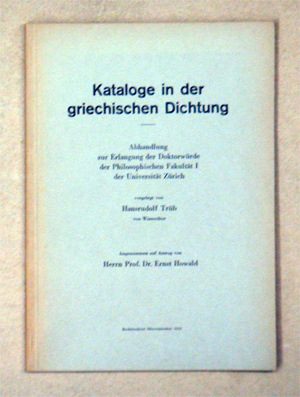 Kataloge in der
griechischen Dichtung
Abhandlung
zur Erlangung der Doktorwürde
der Philosophischen Fakultät I
der Universität Zürich
vorgelegt von
Hansrudolf Trüb
von Winterthur
Angenommen auf Antrag von
Herrn Prof. Dr. Ernst Howald